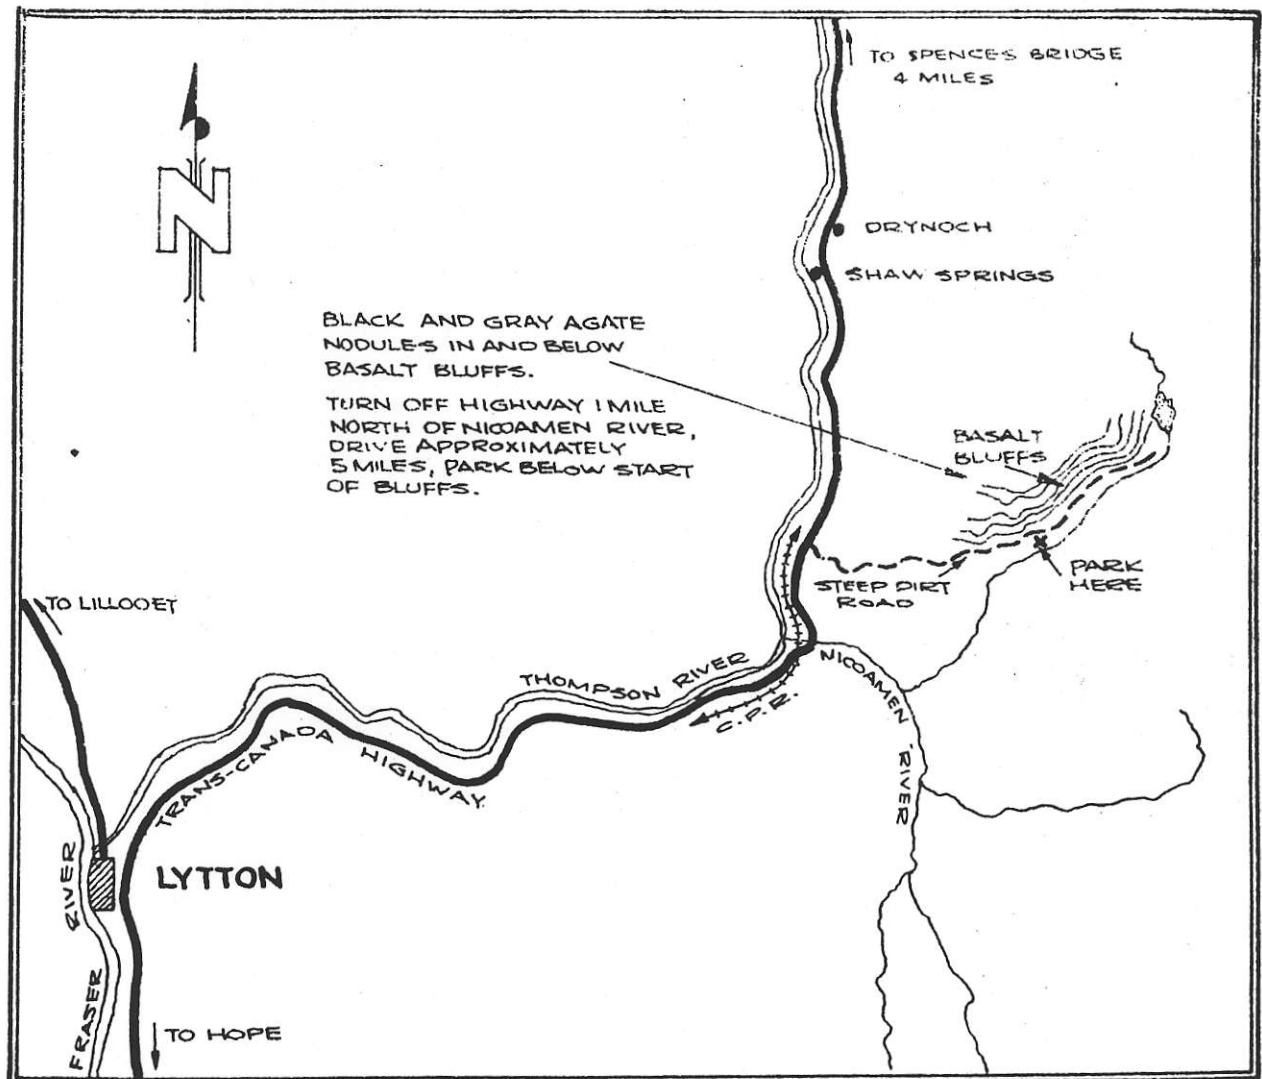 TO SPENCES BRIDGE
4 MILES
N
DRYNOCH
SHAW SPRINGS
BLACK AND GRAY AGATE
NODULES IN AND BELOW
BASALT BLUFFS.
TURN OFF HIGHWAY 1 MILE
NORTH OF NICOAMEN RIVER,
DRIVE APPROXIMATELY
5 MILES, PARK BELOW START
OF BLUFFS.
BASALT
BLUFFS
PARK
HERE
STEEP DIRT
ROAD
TO LILLOOET
THOMPSON RIVER
NICOAMEN RIVER
C.P.R.
TRANS-CANADA HIGHWAY
LYTTON
FRASER RIVER
TO HOPE